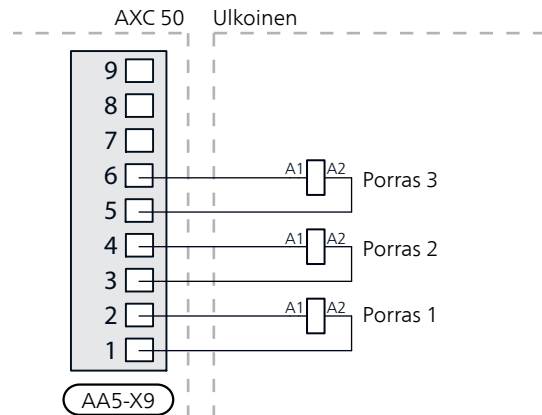 AXC 50 Ulkoinen
9
8
7
6 A1 A2 Porras 3
5
4 A1 A2 Porras 2
3
2 A1 A2 Porras 1
1
AA5-X9